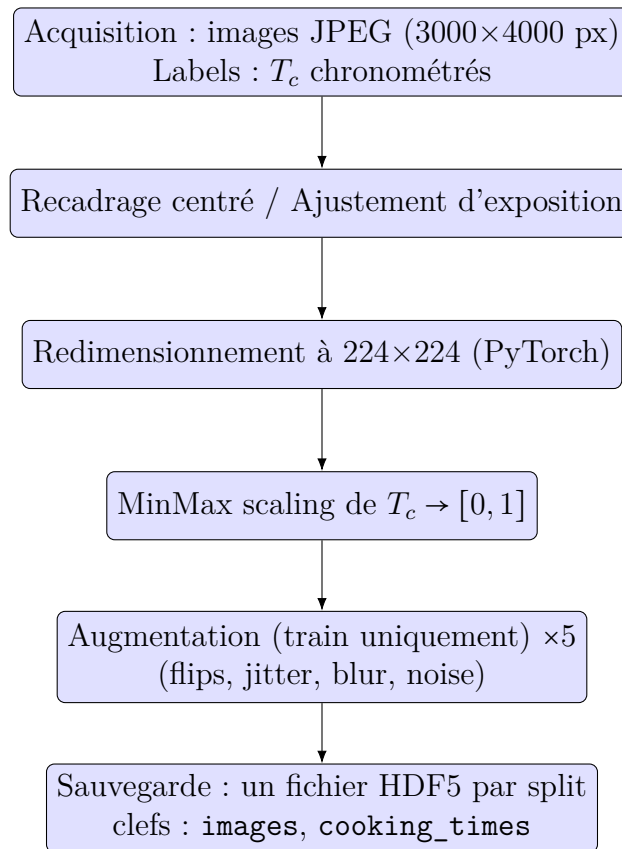 Acquisition : images JPEG (3000×4000 px)
Labels : T_c chronométrés
Recadrage centré / Ajustement d'exposition
Redimensionnement à 224×224 (PyTorch)
MinMax scaling de T_c → [0, 1]
Augmentation (train uniquement) ×5
(flips, jitter, blur, noise)
Sauvegarde : un fichier HDF5 par split
clefs : images, cooking_times